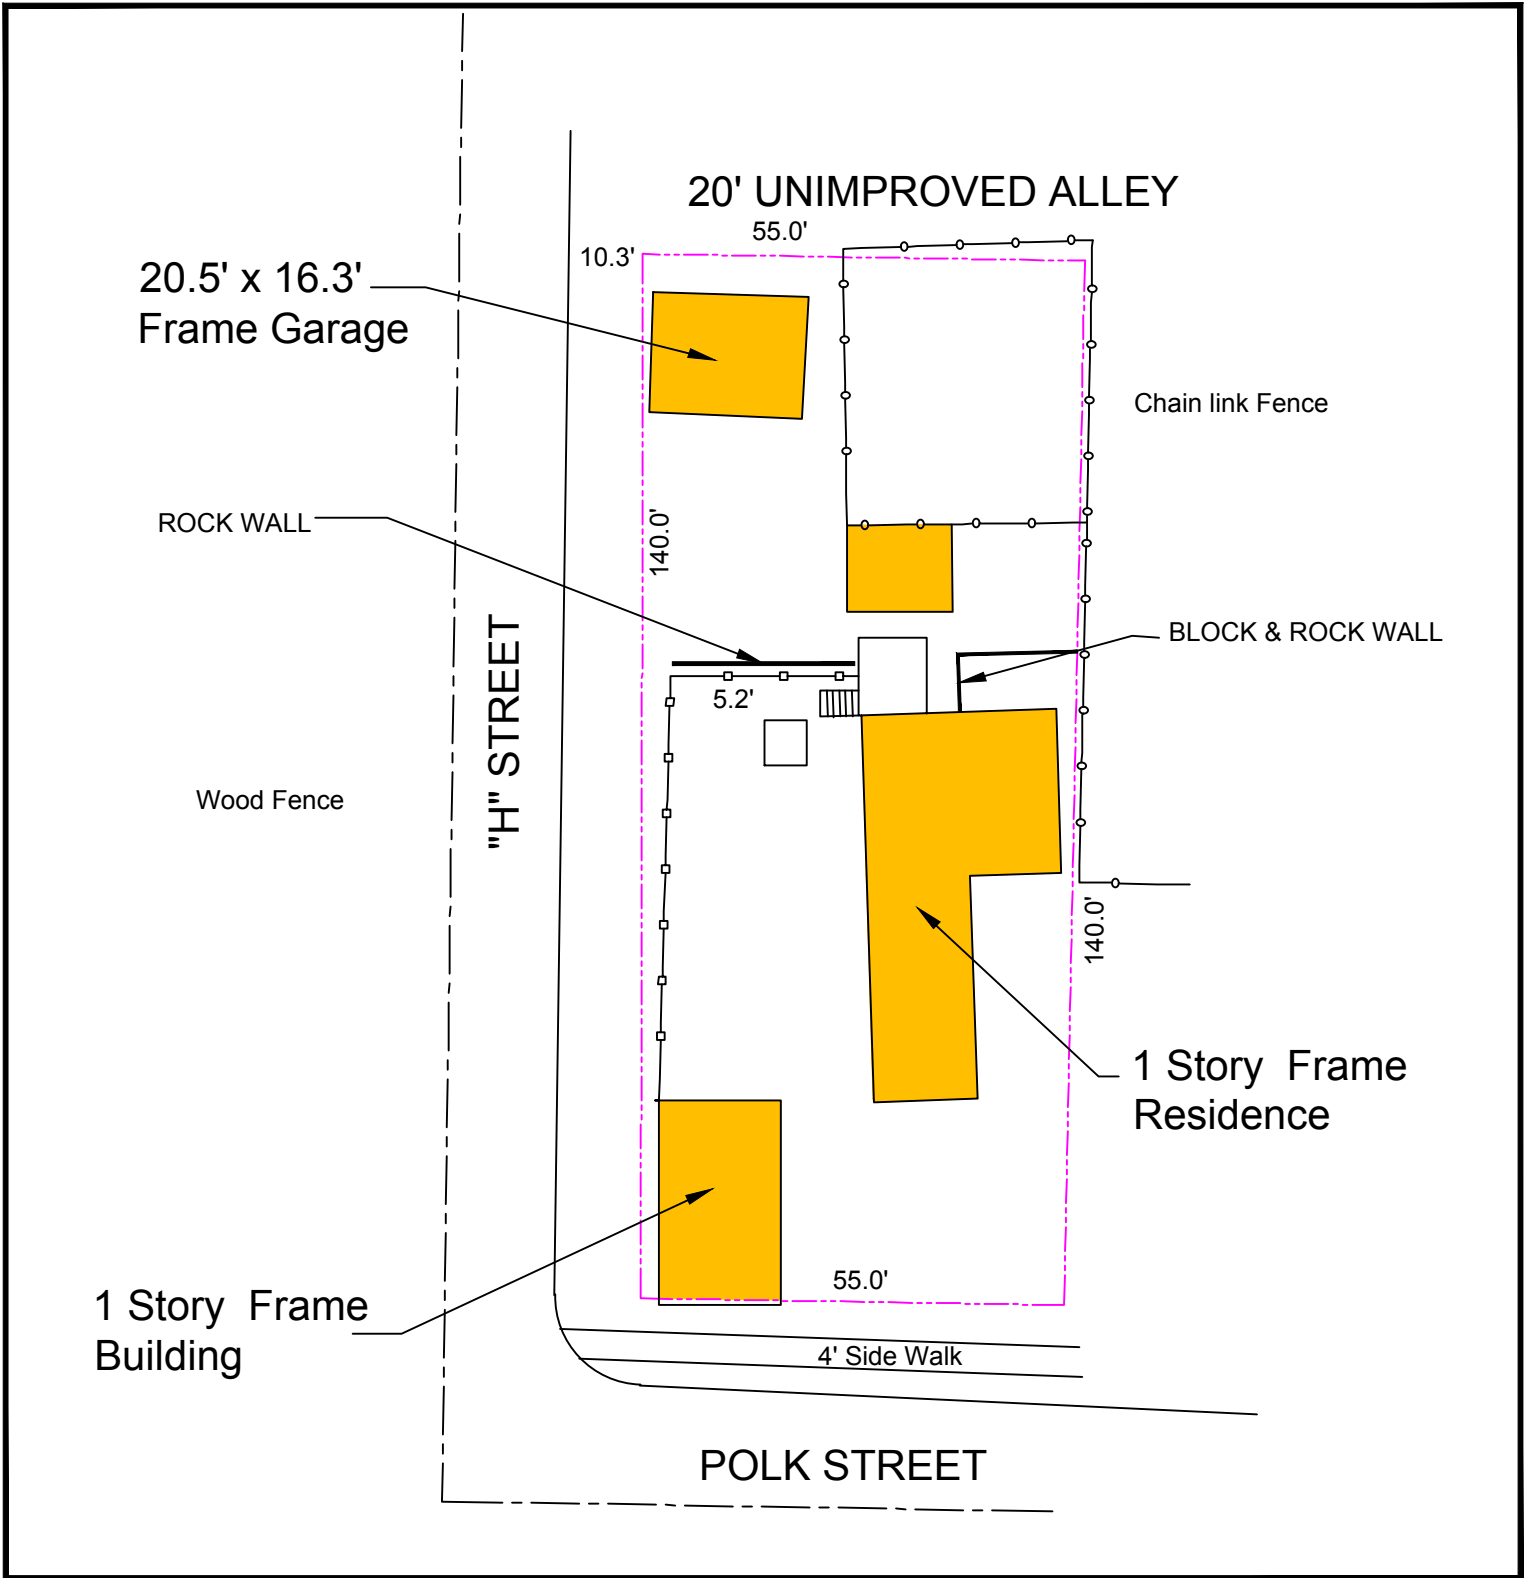 20' UNIMPROVED ALLEY
55.0'
10.3'
20.5' x 16.3'
Frame Garage
Chain link Fence
ROCK WALL
140.0'
BLOCK & ROCK WALL
5.2'
"H" STREET
Wood Fence
140.0'
1 Story  Frame
Residence
55.0'
1 Story  Frame
Building
4' Side Walk
POLK STREET